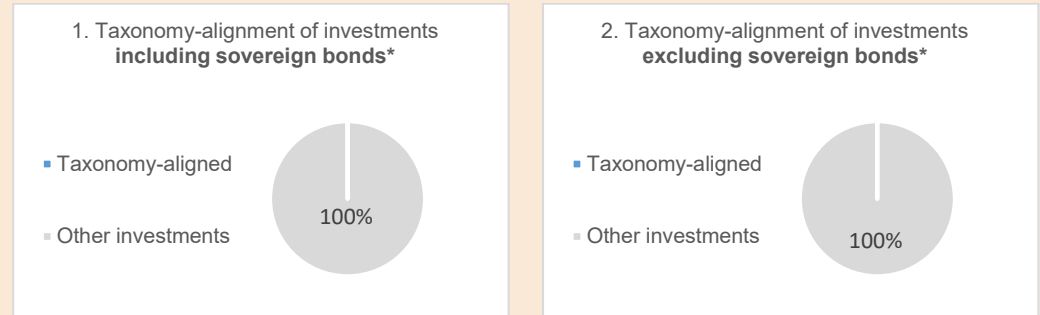 1. Taxonomy-alignment of investments
including sovereign bonds*
Taxonomy-aligned
100%
Other investments
2. Taxonomy-alignment of investments
excluding sovereign bonds*
Taxonomy-aligned
Other investments
100%